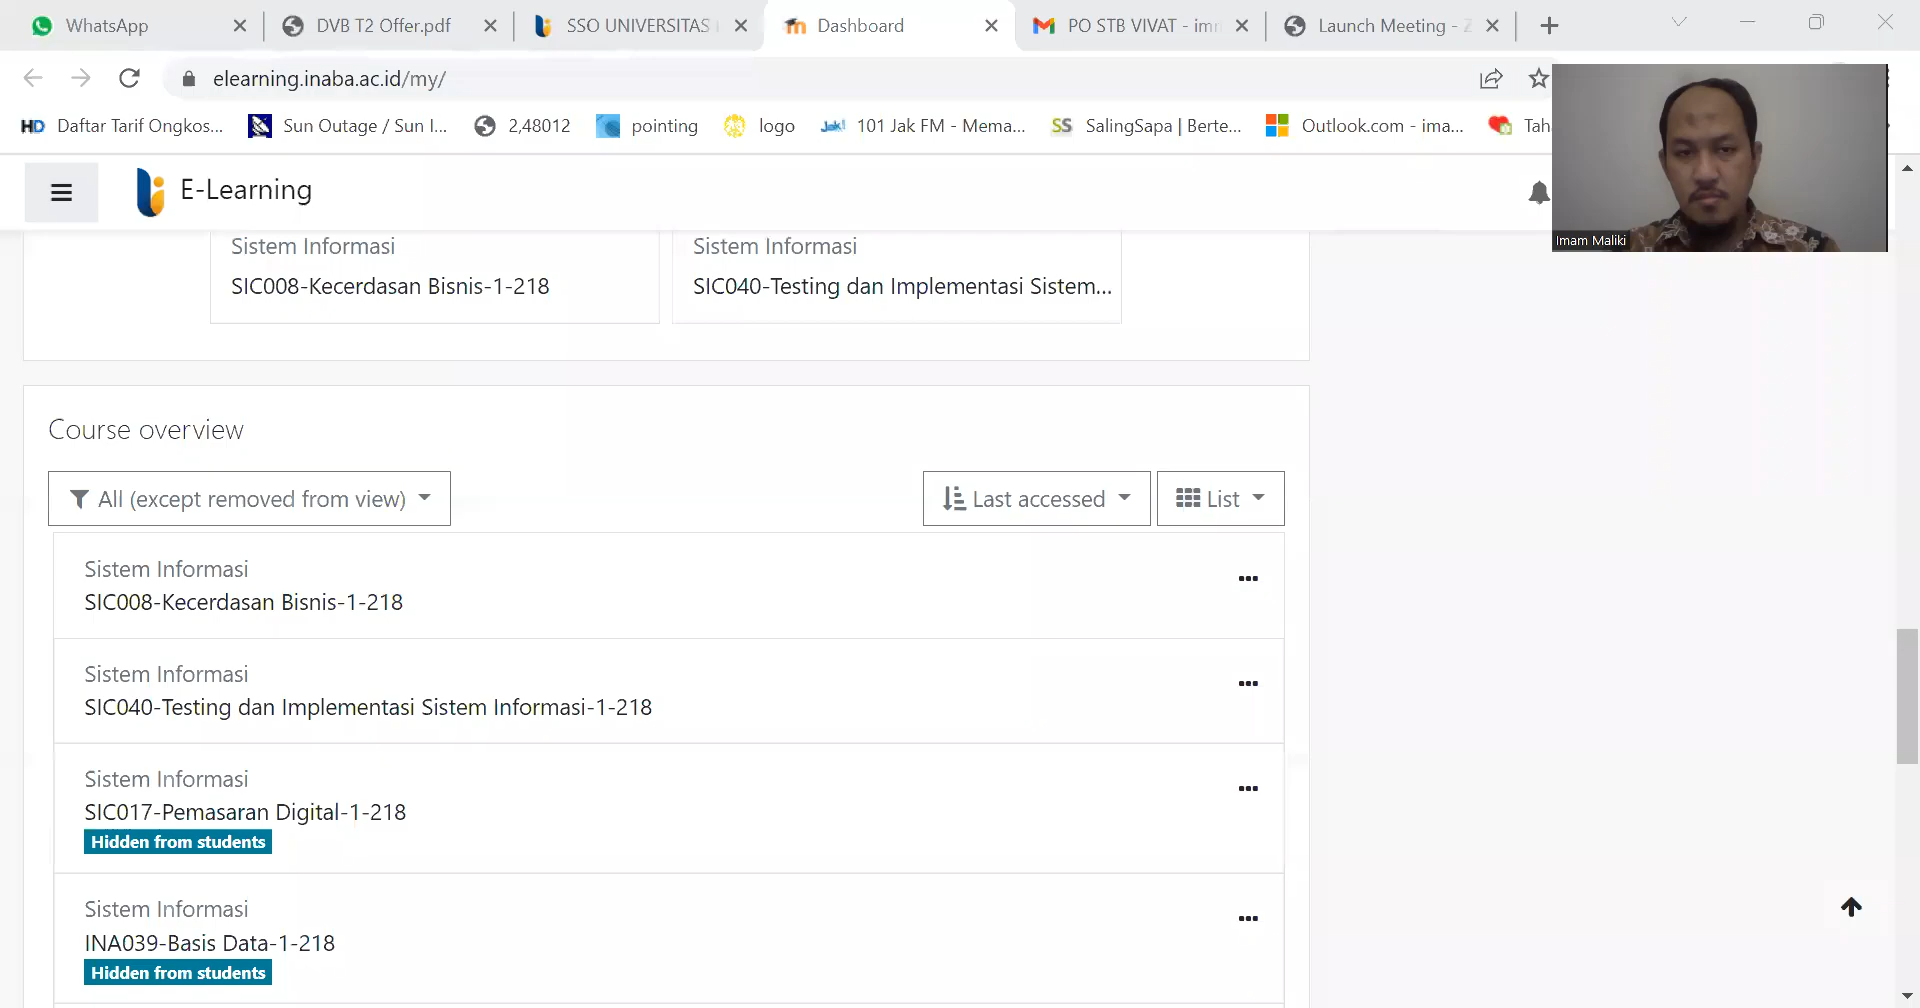 WhatsApp
DVB T2 Offer.pdf
SSO UNIVERSITAS
Dashboard
PO STB VIVAT - imr
Launch Meeting - Z
elearning.inaba.ac.id/my/
HD Daftar Tarif Ongkos...
Sun Outage / Sun I...
2,48012
pointing
logo
Jak! 101 Jak FM - Mema...
SS SalingSapa | Berte...
Outlook.com - ima...
Tah
E-Learning
Imam Maliki
Sistem Informasi
SIC008-Kecerdasan Bisnis-1-218
Sistem Informasi
SIC040-Testing dan Implementasi Sistem...
Course overview
All (except removed from view)
Last accessed
List
Sistem Informasi
SIC008-Kecerdasan Bisnis-1-218
Sistem Informasi
SIC040-Testing dan Implementasi Sistem Informasi-1-218
Sistem Informasi
SIC017-Pemasaran Digital-1-218
Hidden from students
Sistem Informasi
INA039-Basis Data-1-218
Hidden from students